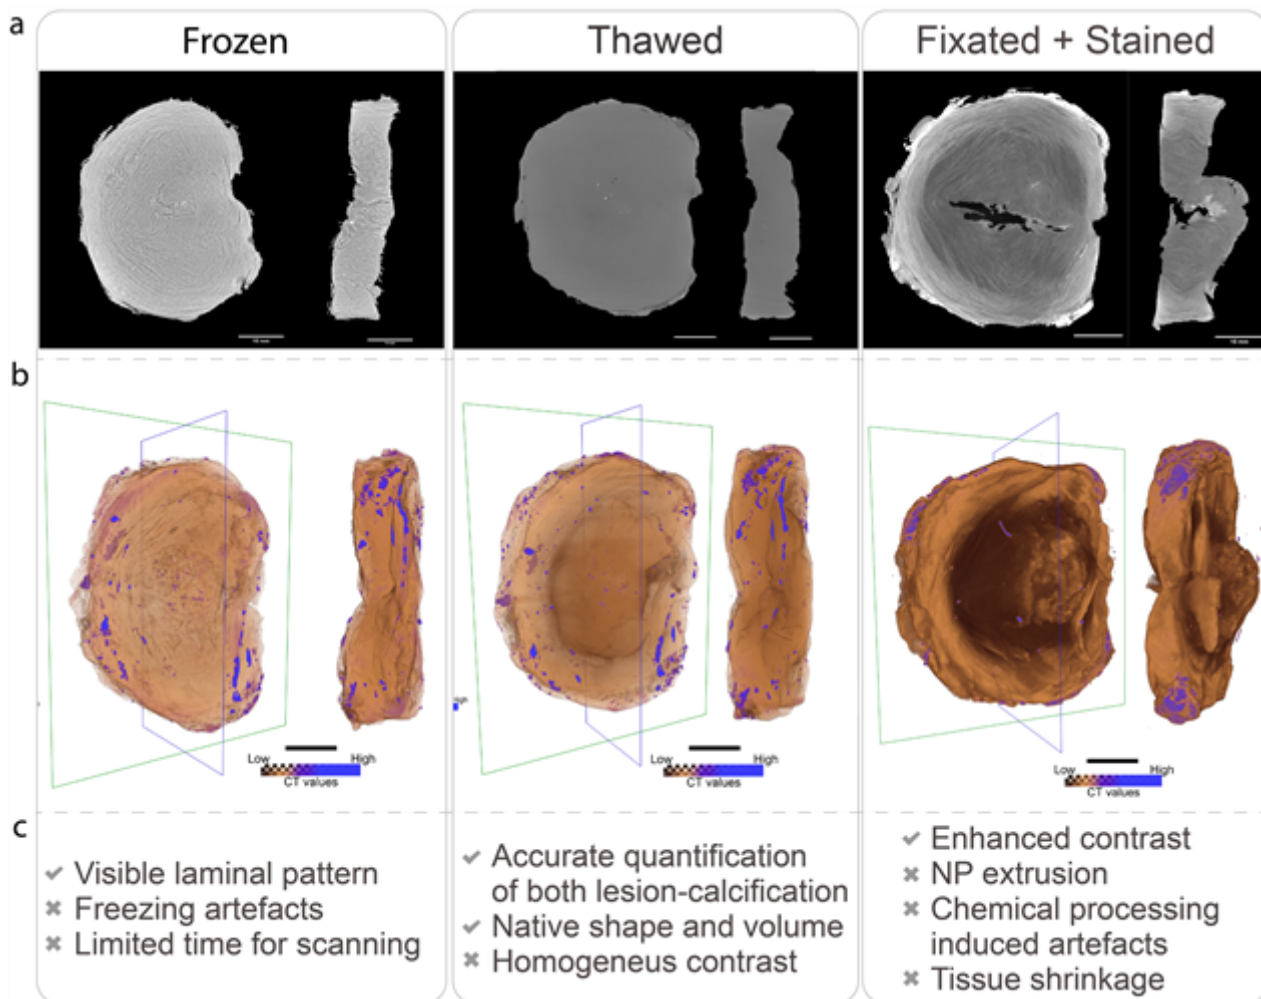 a
Frozen
Thawed
Fixated + Stained
b
Low High
CT values
Low High
CT values
Low High
CT values
c
✓ Visible laminal pattern
✖ Freezing artefacts
✖ Limited time for scanning
✓ Accurate quantification
of both lesion-calcification
✓ Native shape and volume
✖ Homogeneus contrast
✓ Enhanced contrast
✖ NP extrusion
✖ Chemical processing
induced artefacts
✖ Tissue shrinkage